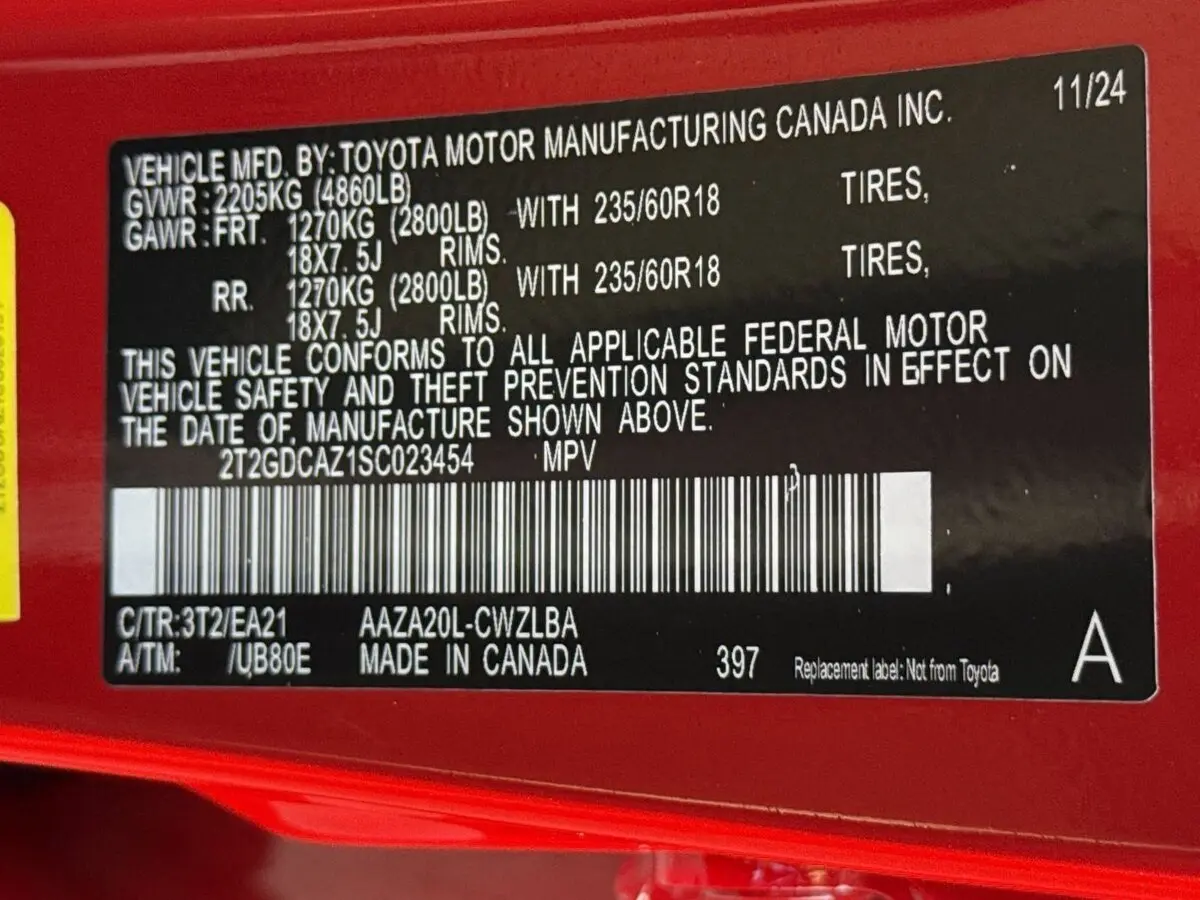 11/24
VEHICLE MFD. BY: TOYOTA MOTOR MANUFACTURING CANADA INC.
GVWR: 2205KG (4860LB)
GAWR: FRT. 1270KG (2800LB) WITH 235/60R18 TIRES,
18X7.5J RIMS.
RR. 1270KG (2800LB) WITH 235/60R18 TIRES,
18X7.5J RIMS.
THIS VEHICLE CONFORMS TO ALL APPLICABLE FEDERAL MOTOR
VEHICLE SAFETY AND THEFT PREVENTION STANDARDS IN EFFECT ON
THE DATE OF MANUFACTURE SHOWN ABOVE.
2T2GDCAZ1SC023454 MPV
C/TR:3T2/EA21 AAZA20L-CWZLBA
A/TM: /UB80E MADE IN CANADA 397 Replacement label: Not from Toyota A